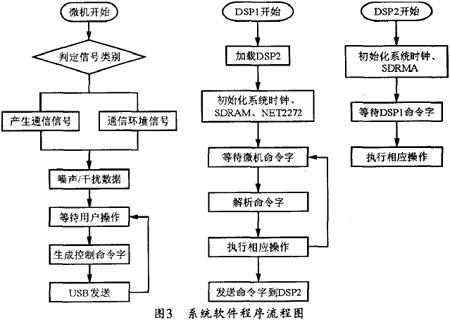 微机开始
判定信号类别
产生通信信号
通信环境信号
噪声/干扰数据
等待用户操作
生成控制命令字
USB发送
DSP1开始
加载DSP2
初始化系统时钟、
SDRAM、NET2272
等待微机命令字
解析命令字
执行相应操作
发送命令字到DSP2
DSP2开始
初始化系统时钟、
SDRMA
等待DSP1命令字
执行相应操作
图3 系统软件程序流程图